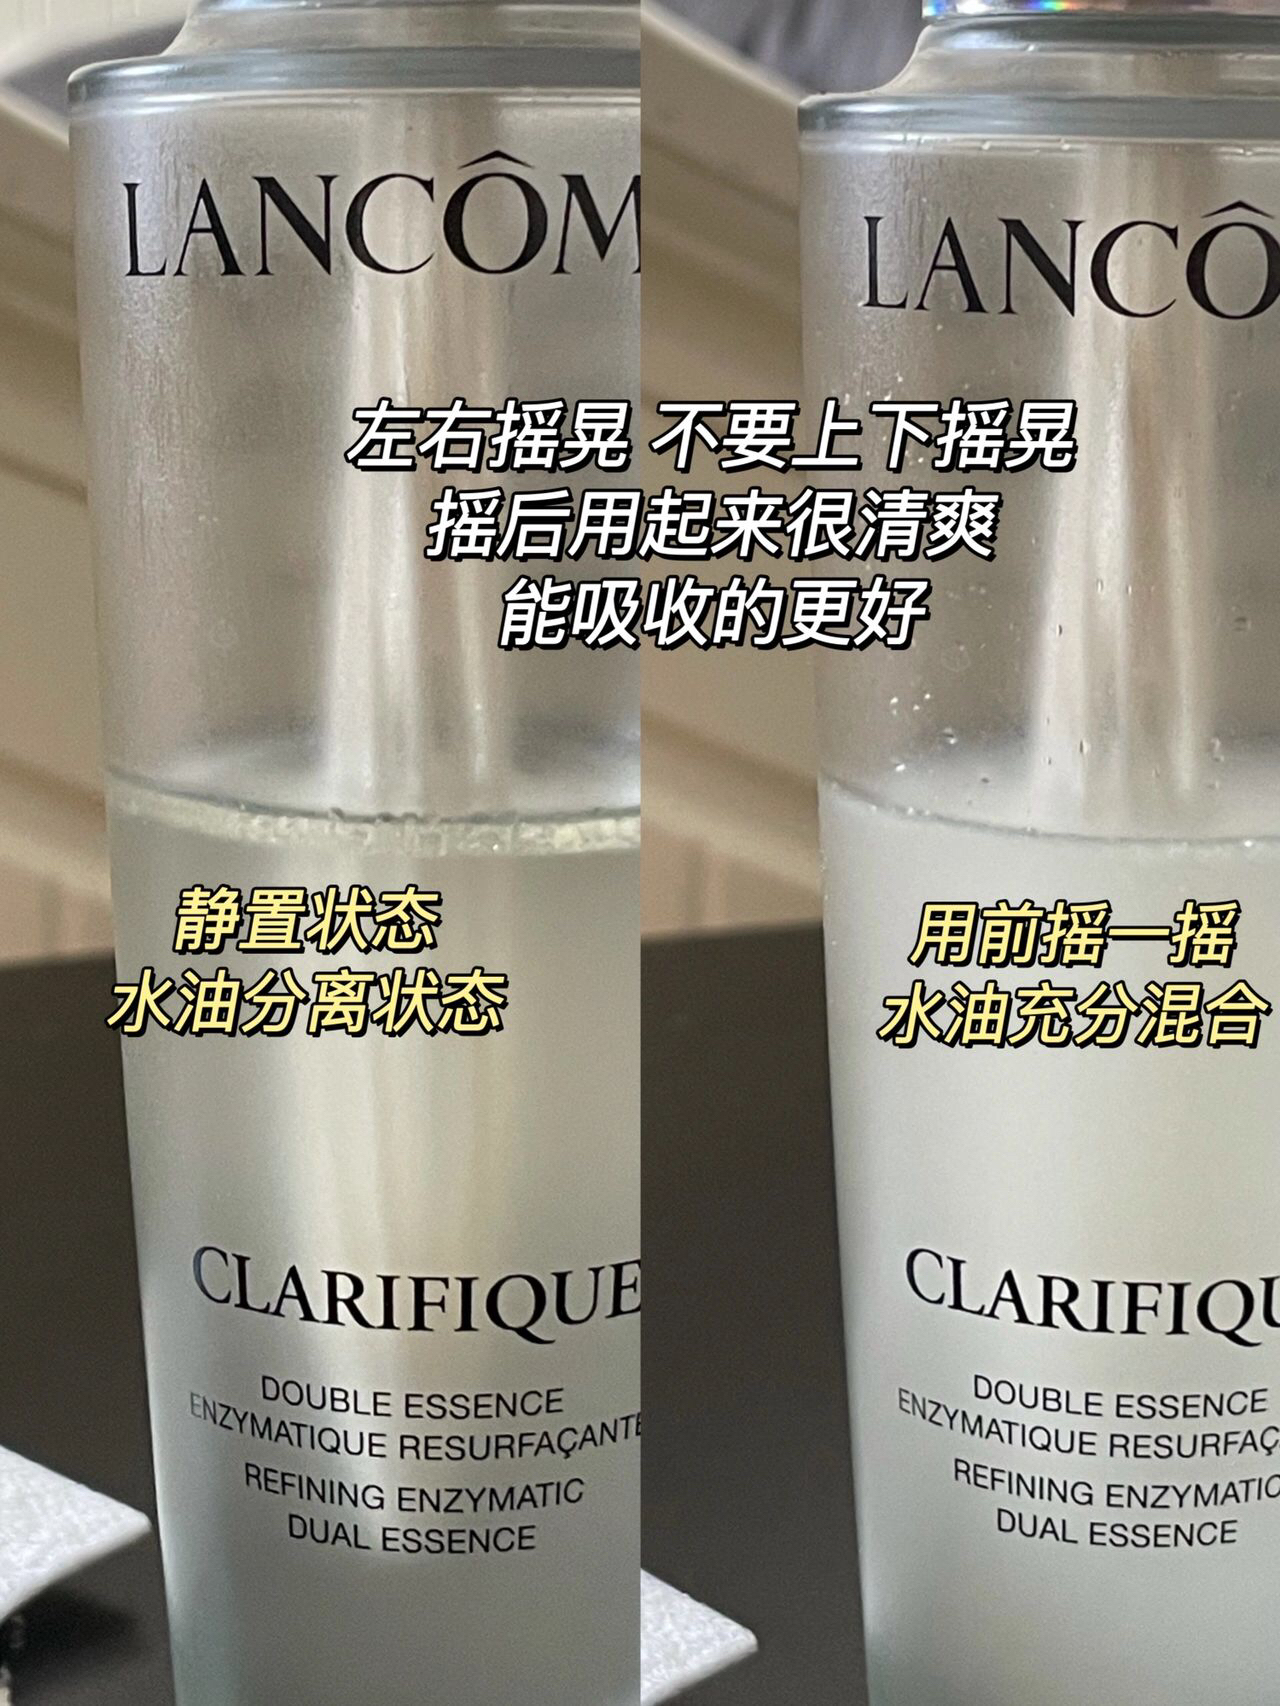 LANCÔM
LANCÔ
左右摇晃 不要上下摇晃
摇后用起来很清爽
能吸收的更好
静置状态
水油分离状态
用前摇一摇
水油充分混合
CLARIFIQUE
DOUBLE ESSENCE
ENZYMATIQUE RESURFAÇANTE
REFINING ENZYMATIC
DUAL ESSENCE
CLARIFIQU
DOUBLE ESSENCE
ENZYMATIQUE RESURFAÇ
REFINING ENZYMATIC
DUAL ESSENCE